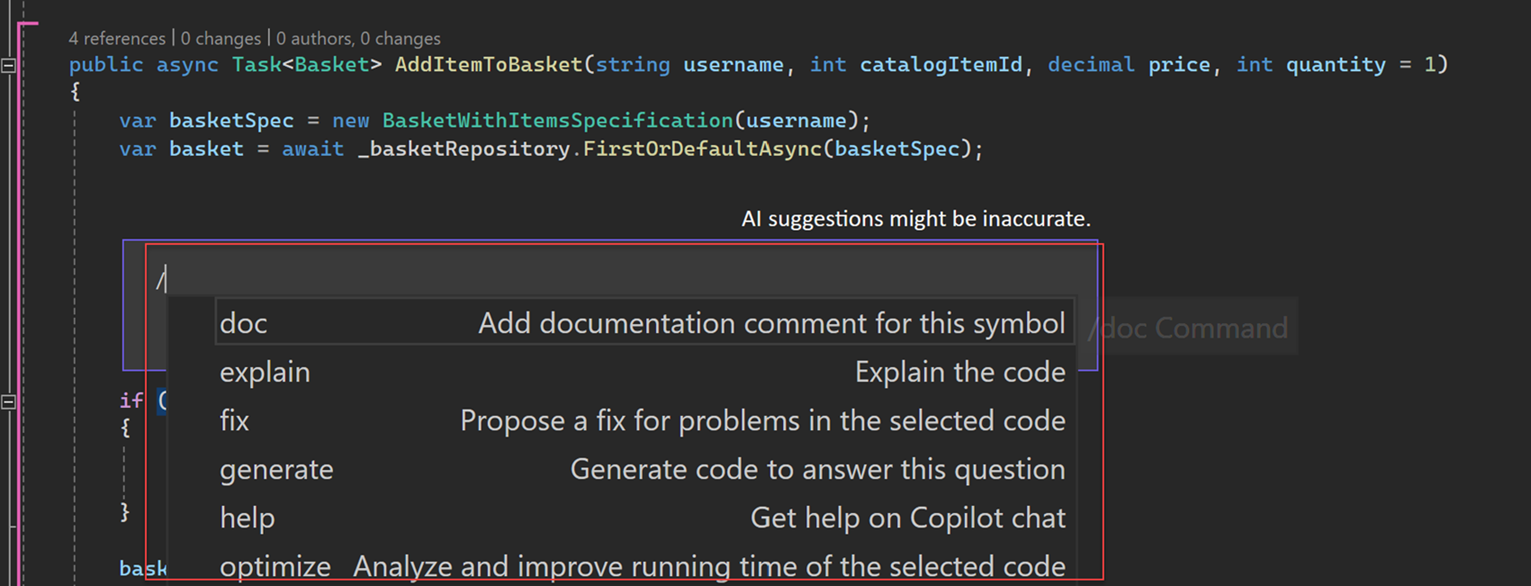 4 references | 0 changes | 0 authors, 0 changes
public async Task<Basket> AddItemToBasket(string username, int catalogItemId, decimal price, int quantity = 1)
{
var basketSpec = new BasketWithItemsSpecification(username);
var basket = await _basketRepository.FirstOrDefaultAsync(basketSpec);
AI suggestions might be inaccurate.
/
doc Add documentation comment for this symbol
/doc Command
explain Explain the code
if (
fix Propose a fix for problems in the selected code
{
generate Generate code to answer this question
help Get help on Copilot chat
}
optimize Analyze and improve running time of the selected code
bask